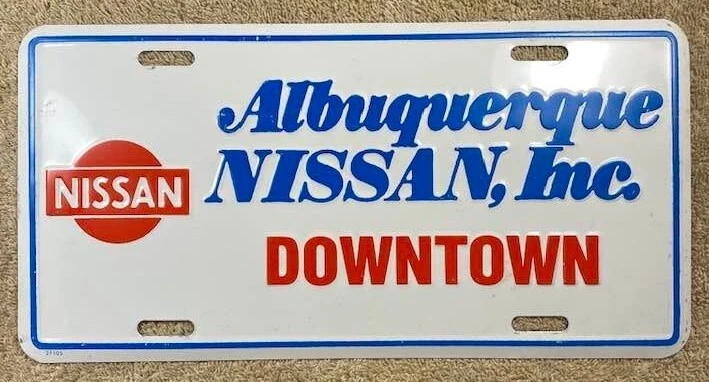 Albuquerque
NISSAN, Inc.
NISSAN
DOWNTOWN